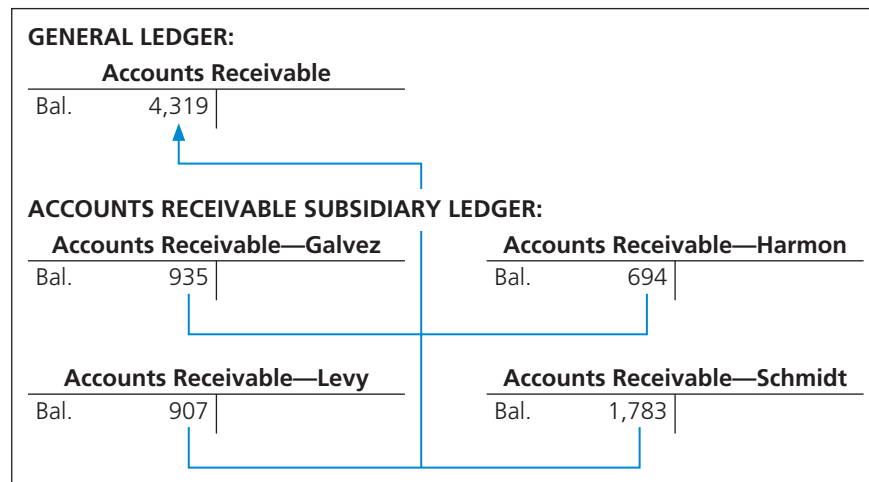 GENERAL LEDGER:
Accounts Receivable
Bal. 4,319
ACCOUNTS RECEIVABLE SUBSIDIARY LEDGER:
Accounts Receivable—Galvez
Bal. 935
Accounts Receivable—Harmon
Bal. 694
Accounts Receivable—Levy
Bal. 907
Accounts Receivable—Schmidt
Bal. 1,783